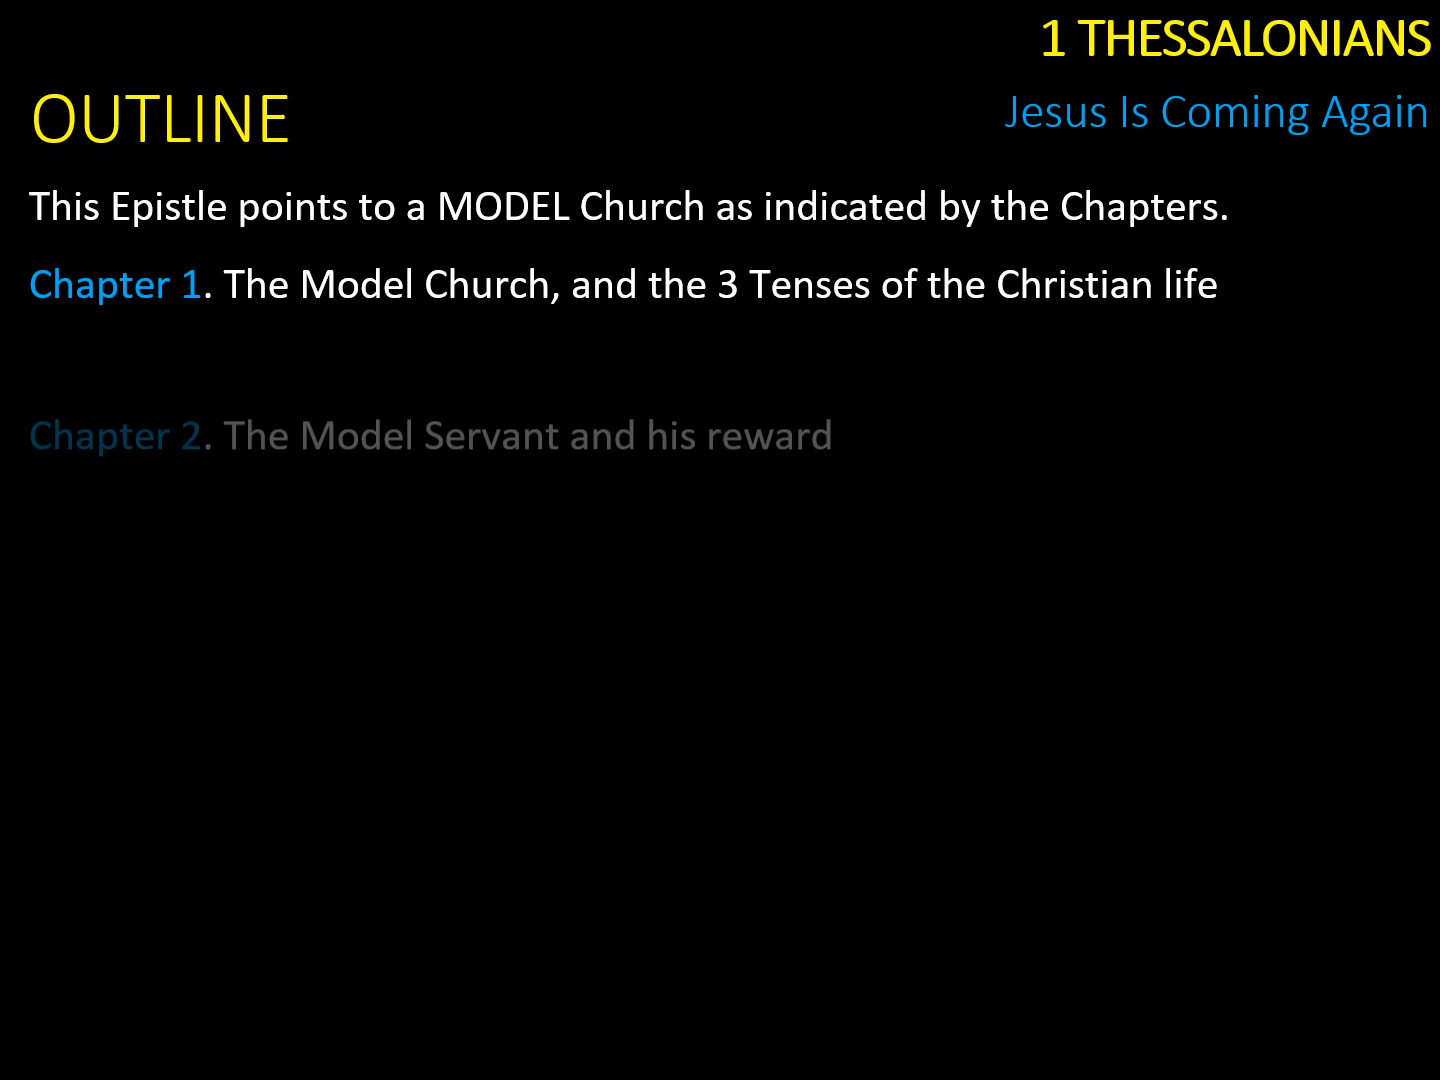 1 THESSALONIANS
Jesus Is Coming Again
OUTLINE
This Epistle points to a MODEL Church as indicated by the Chapters.
Chapter 1. The Model Church, and the 3 Tenses of the Christian life
Chapter 2. The Model Servant and his reward